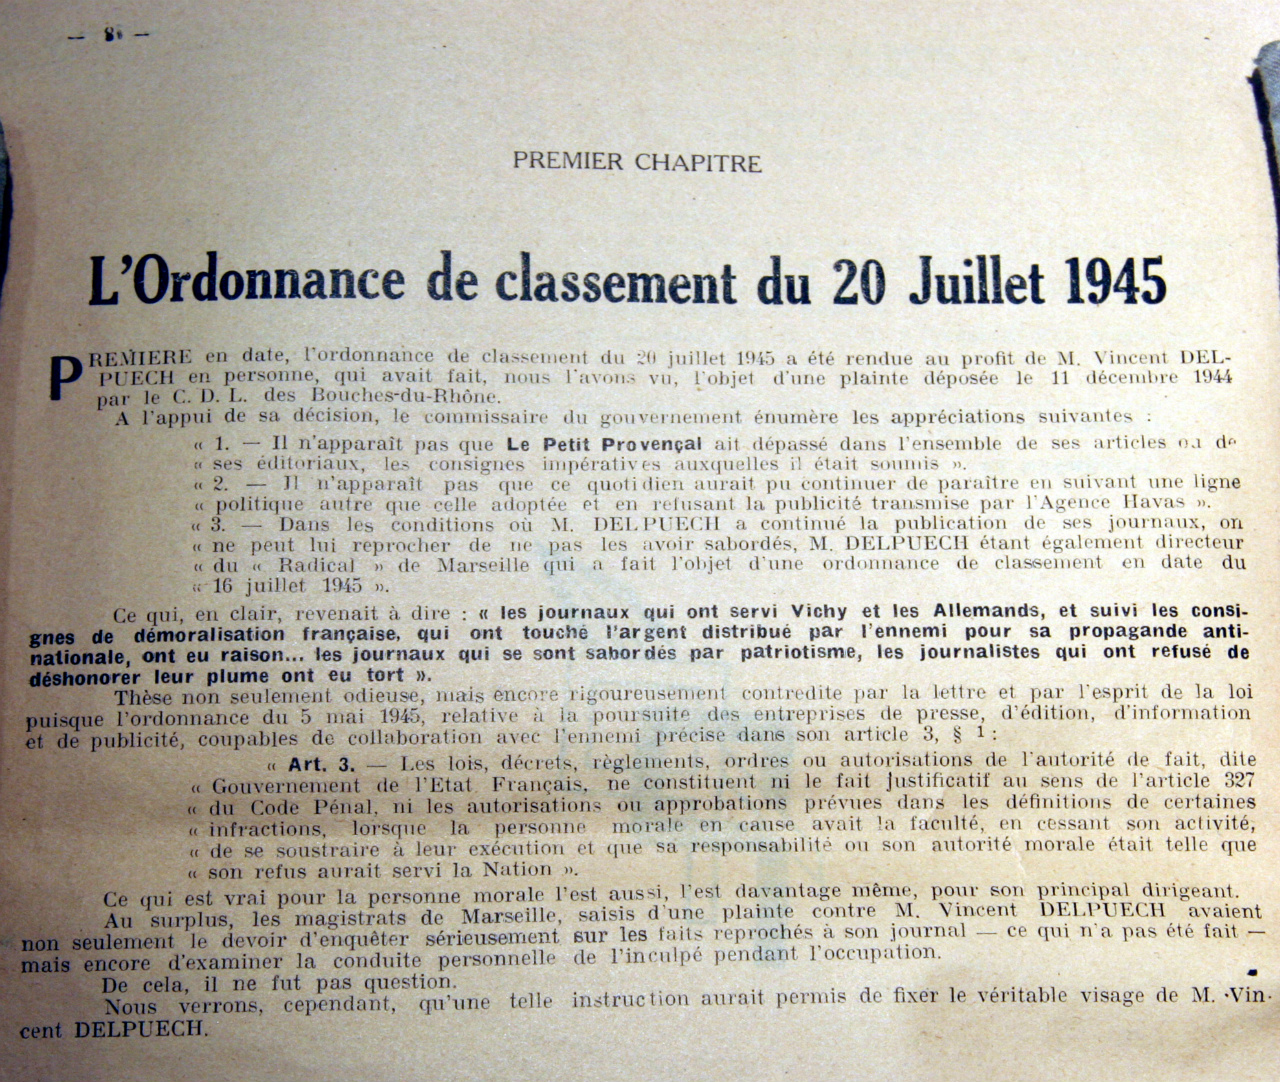 — 8 —
PREMIER CHAPITRE
L'Ordonnance de classement du 20 Juillet 1945
PREMIERE en date, l'ordonnance de classement du 20 juillet 1945 a été rendue au profit de M. Vincent DEL-
PUECH en personne, qui avait fait, nous l'avons vu, l'objet d'une plainte déposée le 11 décembre 1944
par le C. D. L. des Bouches-du-Rhône.
A l'appui de sa décision, le commissaire du gouvernement énumère les appréciations suivantes :
« 1. — Il n'apparaît pas que Le Petit Provençal ait dépassé dans l'ensemble de ses articles ou de
« ses éditoriaux, les consignes impératives auxquelles il était soumis ».
« 2. — Il n'apparaît pas que ce quotidien aurait pu continuer de paraître en suivant une ligne
« politique autre que celle adoptée et en refusant la publicité transmise par l'Agence Havas ».
« 3. — Dans les conditions où M. DELPUECH a continué la publication de ses journaux, on
« ne peut lui reprocher de ne pas les avoir sabordés, M. DELPUECH étant également directeur
« du « Radical » de Marseille qui a fait l'objet d'une ordonnance de classement en date du
« 16 juillet 1945 ».
Ce qui, en clair, revenait à dire : « les journaux qui ont servi Vichy et les Allemands, et suivi les consi-
gnes de démoralisation française, qui ont touché l'argent distribué par l'ennemi pour sa propagande anti-
nationale, ont eu raison... les journaux qui se sont sabordés par patriotisme, les journalistes qui ont refusé de
déshonorer leur plume ont eu tort ».
Thèse non seulement odieuse, mais encore rigoureusement contredite par la lettre et par l'esprit de la loi
puisque l'ordonnance du 5 mai 1945, relative à la poursuite des entreprises de presse, d'édition, d'information
et de publicité, coupables de collaboration avec l'ennemi précise dans son article 3, § 1 :
« Art. 3. — Les lois, décrets, règlements, ordres ou autorisations de l'autorité de fait, dite
« Gouvernement de l'Etat Français, ne constituent ni le fait justificatif au sens de l'article 327
« du Code Pénal, ni les autorisations ou approbations prévues dans les définitions de certaines
« infractions, lorsque la personne morale en cause avait la faculté, en cessant son activité,
« de se soustraire à leur exécution et que sa responsabilité ou son autorité morale était telle que
« son refus aurait servi la Nation ».
Ce qui est vrai pour la personne morale l'est aussi, l'est davantage même, pour son principal dirigeant.
Au surplus, les magistrats de Marseille, saisis d'une plainte contre M. Vincent DELPUECH avaient
non seulement le devoir d'enquêter sérieusement sur les faits reprochés à son journal — ce qui n'a pas été fait —
mais encore d'examiner la conduite personnelle de l'inculpé pendant l'occupation.
De cela, il ne fut pas question.
Nous verrons, cependant, qu'une telle instruction aurait permis de fixer le véritable visage de M. Vin-
cent DELPUECH.